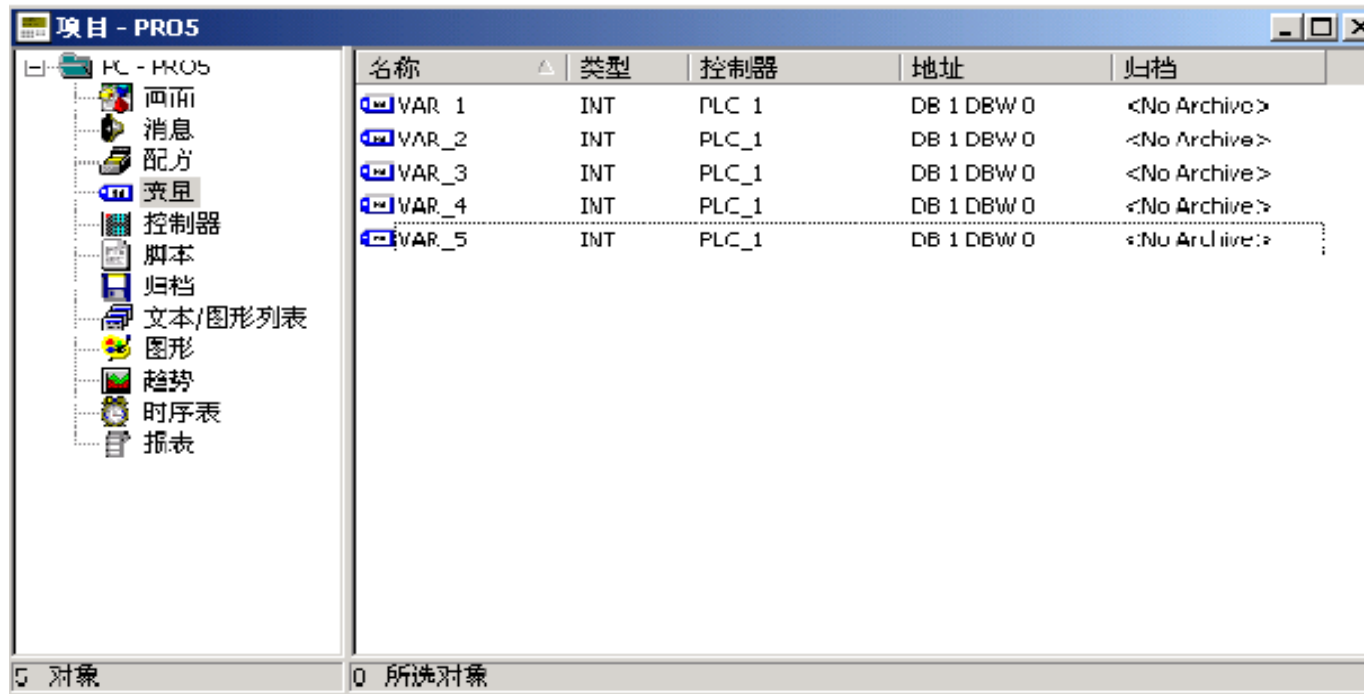 项目 - PRO5
PC - PRO5
画面
消息
配方
变量
控制器
脚本
归档
文本/图形列表
图形
趋势
时序表
报表
名称 类型 控制器 地址 归档
VAR_1 INT PLC_1 DB 1 DBW 0 <No Archive>
VAR_2 INT PLC_1 DB 1 DBW 0 <No Archive>
VAR_3 INT PLC_1 DB 1 DBW 0 <No Archive>
VAR_4 INT PLC_1 DB 1 DBW 0 <No Archive>
VAR_5 INT PLC_1 DB 1 DBW 0 <No Archive>
5 对象 0 所选对象